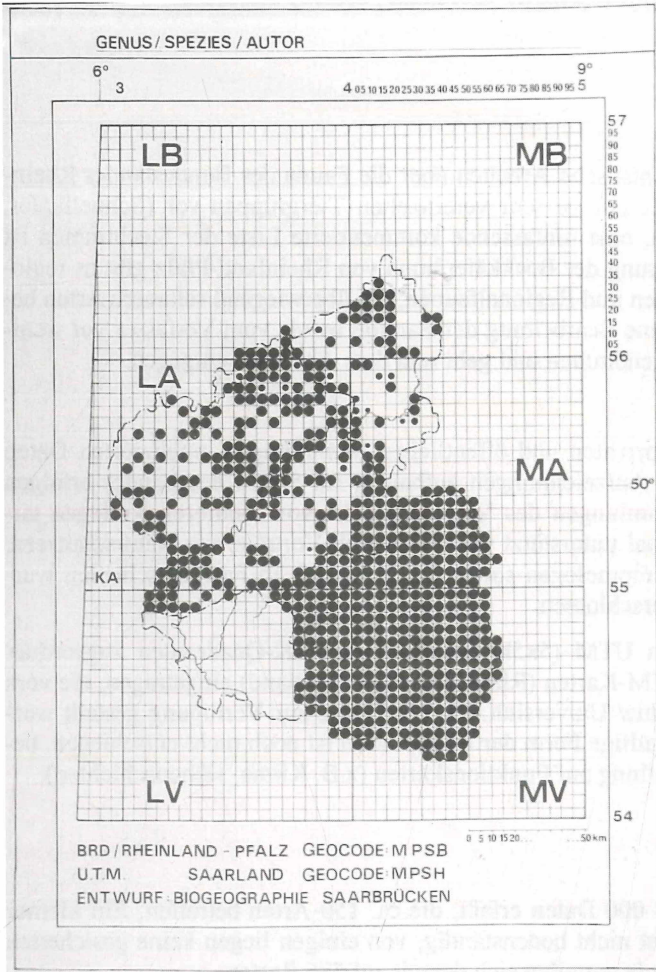 GENUS/SPEZIES/AUTOR
6° 9°
3 4 05 10 15 20 25 30 35 40 45 50 55 60 65 70 75 80 85 90 95 5
57
LB MB
95
90
85
80
75
70
65
60
55
50
45
40
35
30
25
20
15
10
05
56
LA
MA
50°
KA
55
LV MV
54
0 5 10 15 20... 50 km
BRD/RHEINLAND-PFALZ GEOCODE: MPSB
U.T.M. SAARLAND GEOCODE: MPSH
ENTWURF BIOGEOGRAPHIE SAARBRÜCKEN